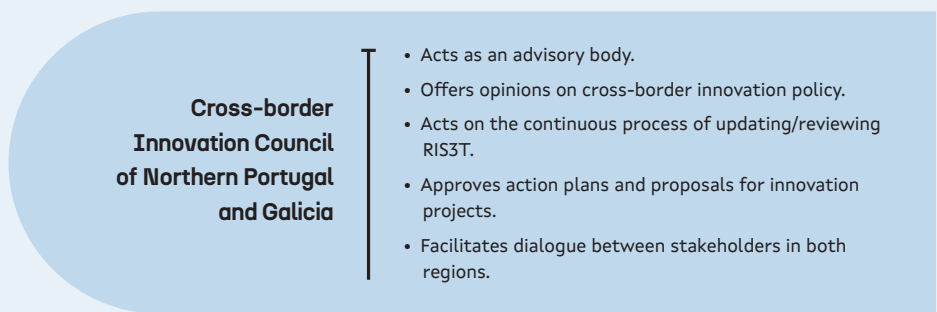 Cross-border
Innovation Council
of Northern Portugal
and Galicia
• Acts as an advisory body.
• Offers opinions on cross-border innovation policy.
• Acts on the continuous process of updating/reviewing
RIS3T.
• Approves action plans and proposals for innovation
projects.
• Facilitates dialogue between stakeholders in both
regions.